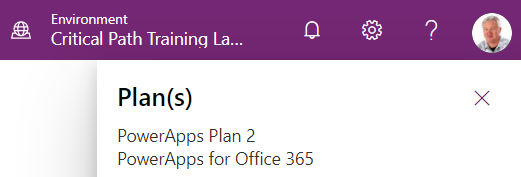 Environment
Critical Path Training La...
Plan(s)
PowerApps Plan 2
PowerApps for Office 365